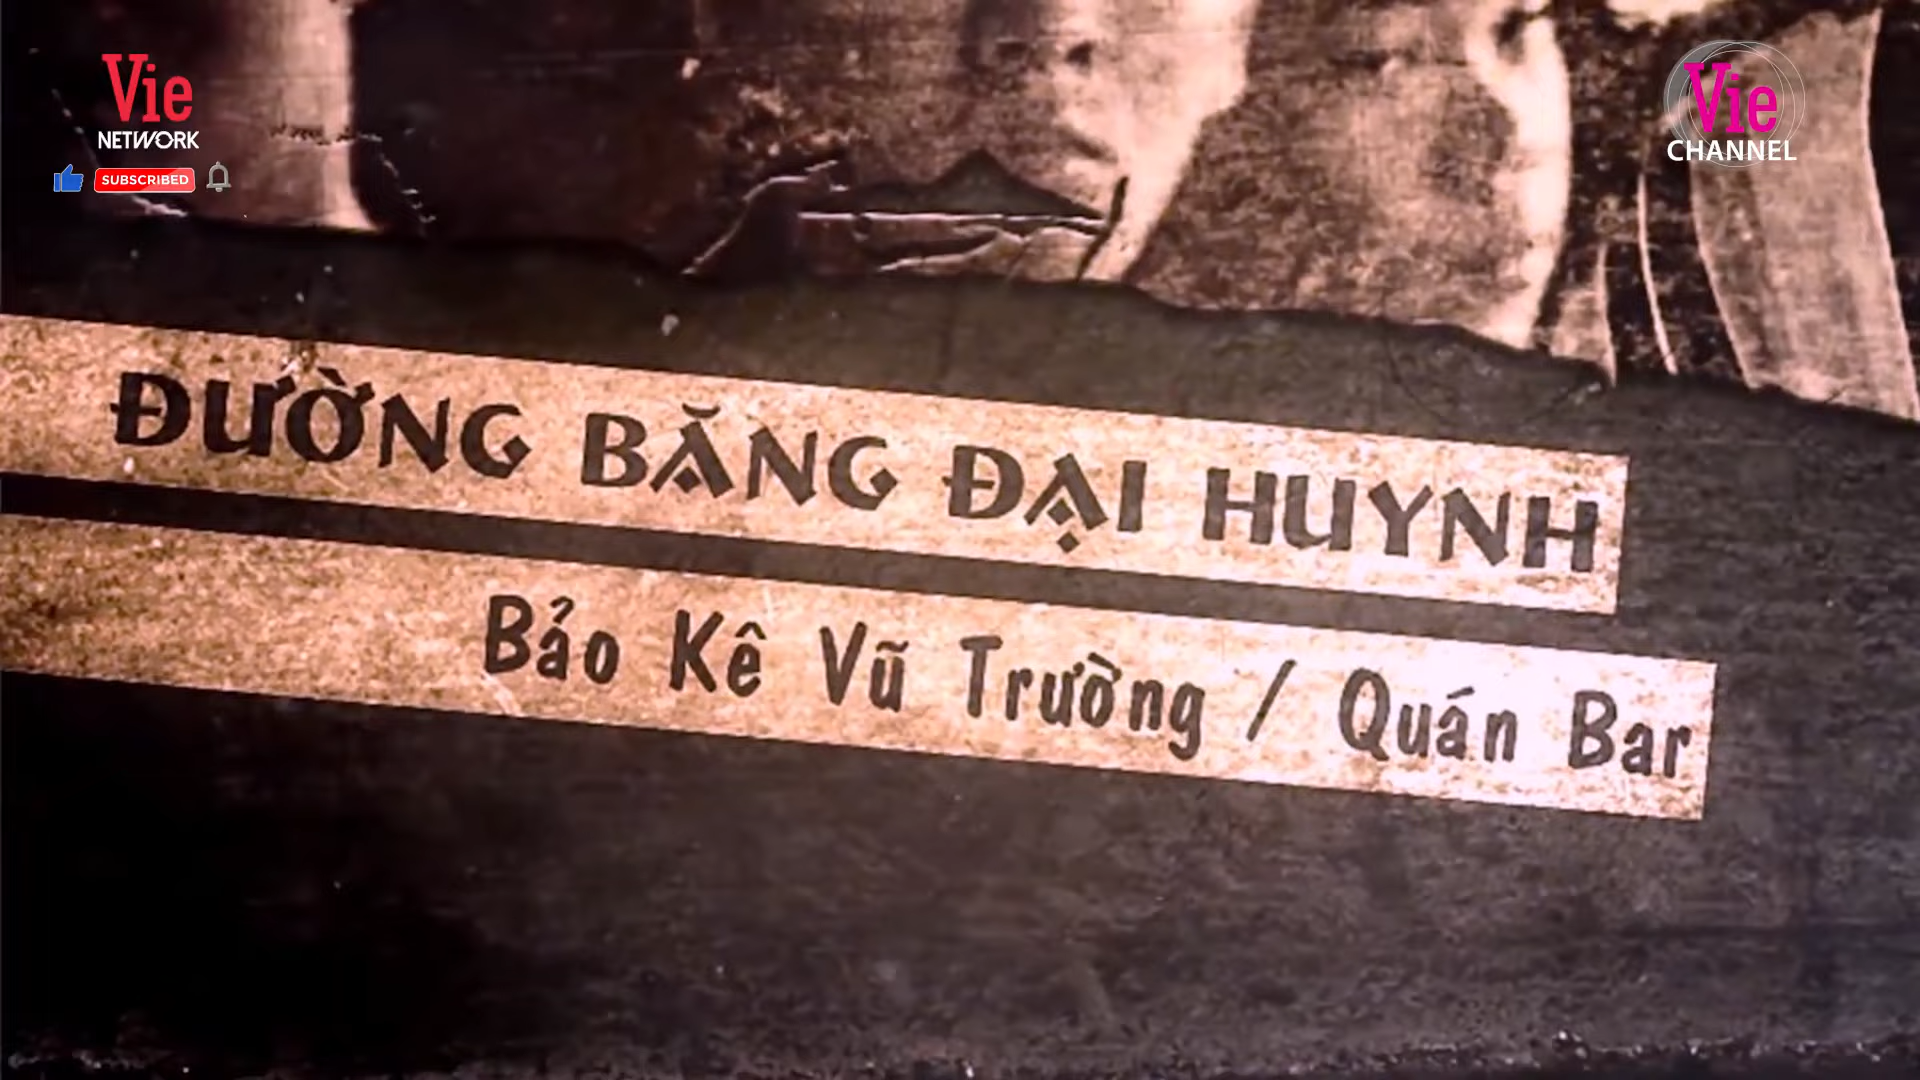 Vie
NETWORK
SUBSCRIBED
Vie
CHANNEL
ĐƯỜNG BĂNG ĐẠI HUYNH
Bảo Kê Vũ Trường / Quán Bar